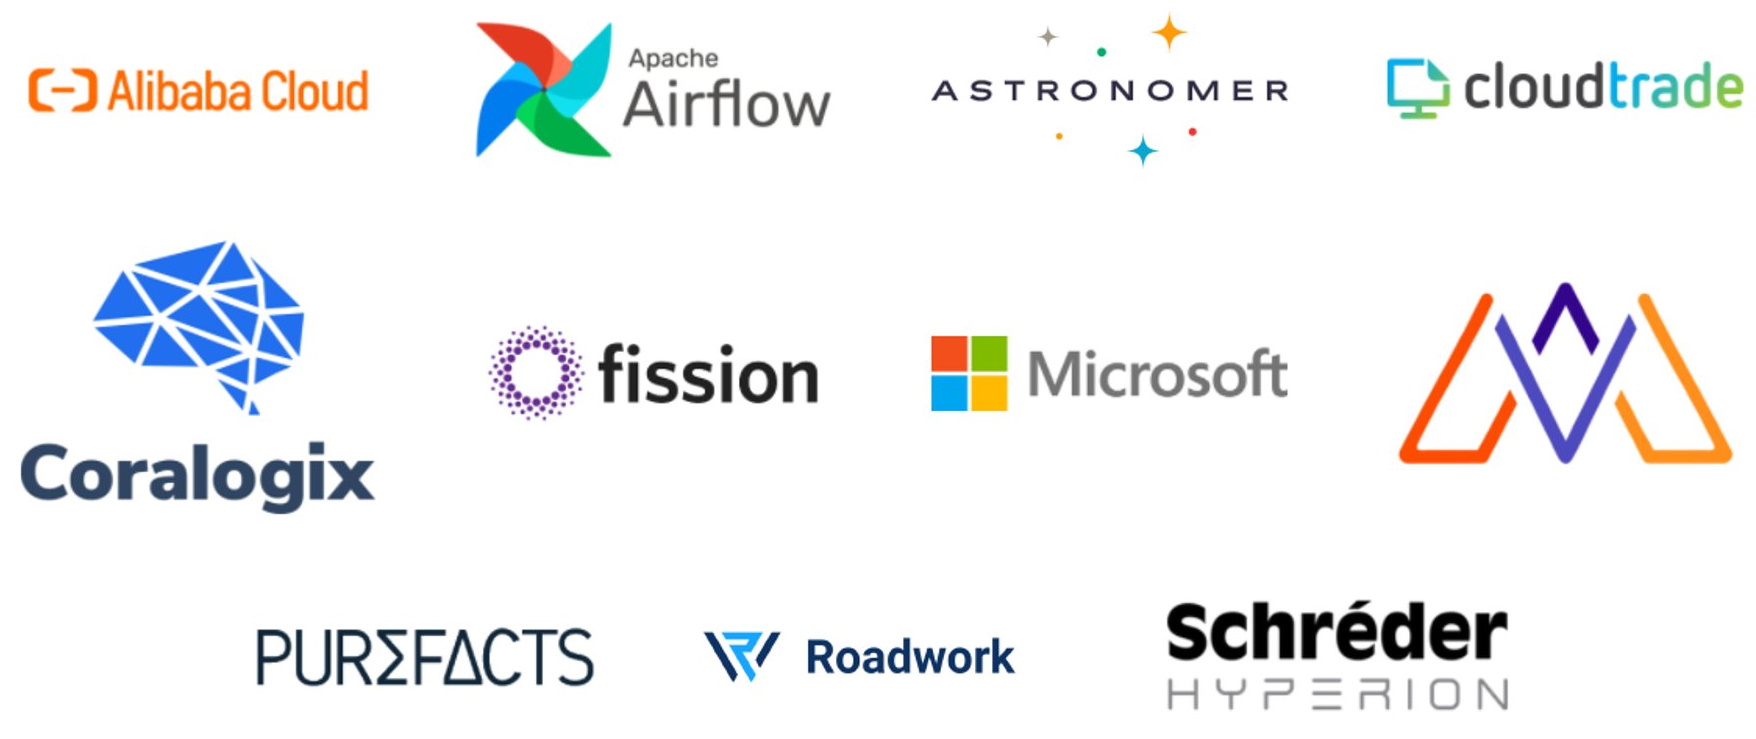 Alibaba Cloud
Apache
Airflow
ASTRONOMER
cloudtrade
Coralogix
fission
Microsoft
PURΣFΔCTS
Roadwork
Schréder
HYPERION